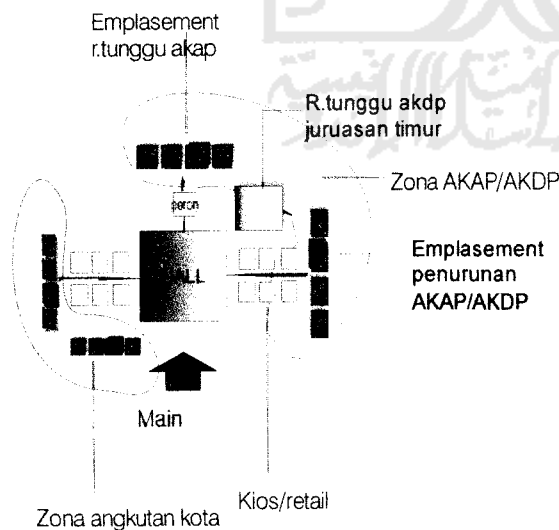 Emplasement
r.tunggu akap
R.tunggu akdp
juruasan timur
Zona AKAP/AKDP
peron
Emplasement
penurunan
AKAP/AKDP
Main
Kios/retail
Zona angkutan kota